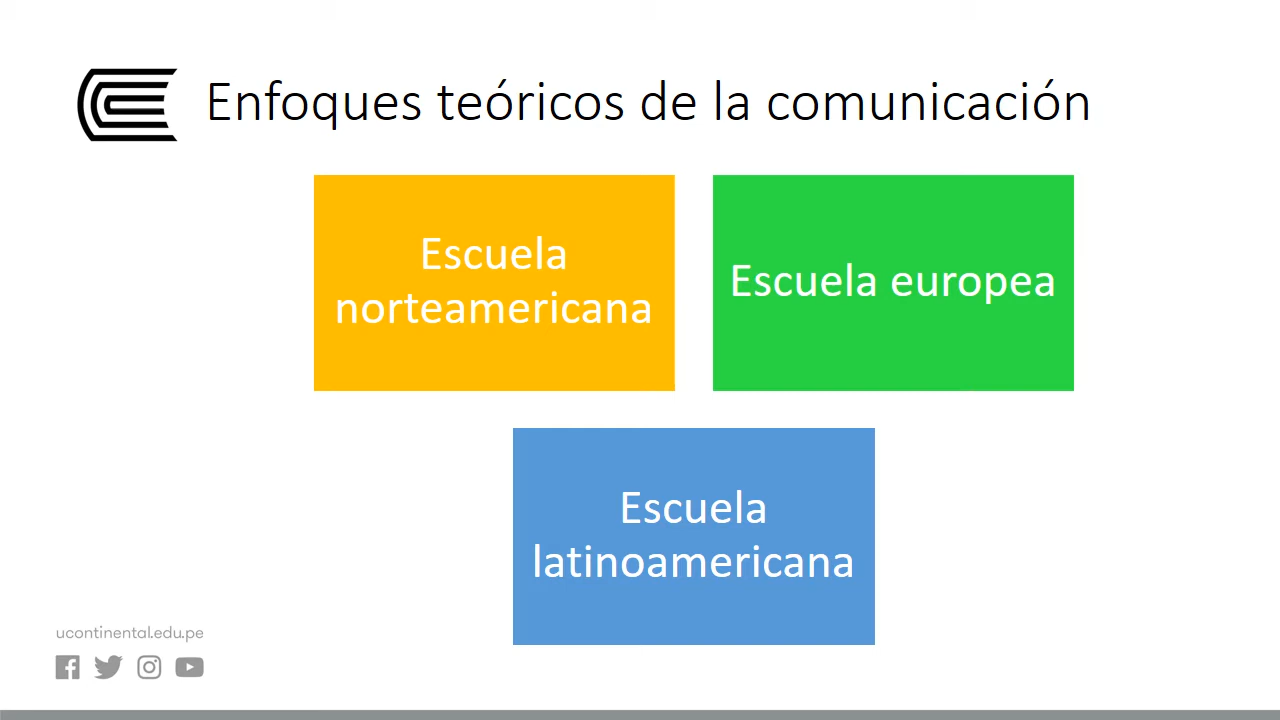 Enfoques teóricos de la comunicación
Escuela
norteamericana
Escuela europea
Escuela
latinoamericana
ucontinental.edu.pe